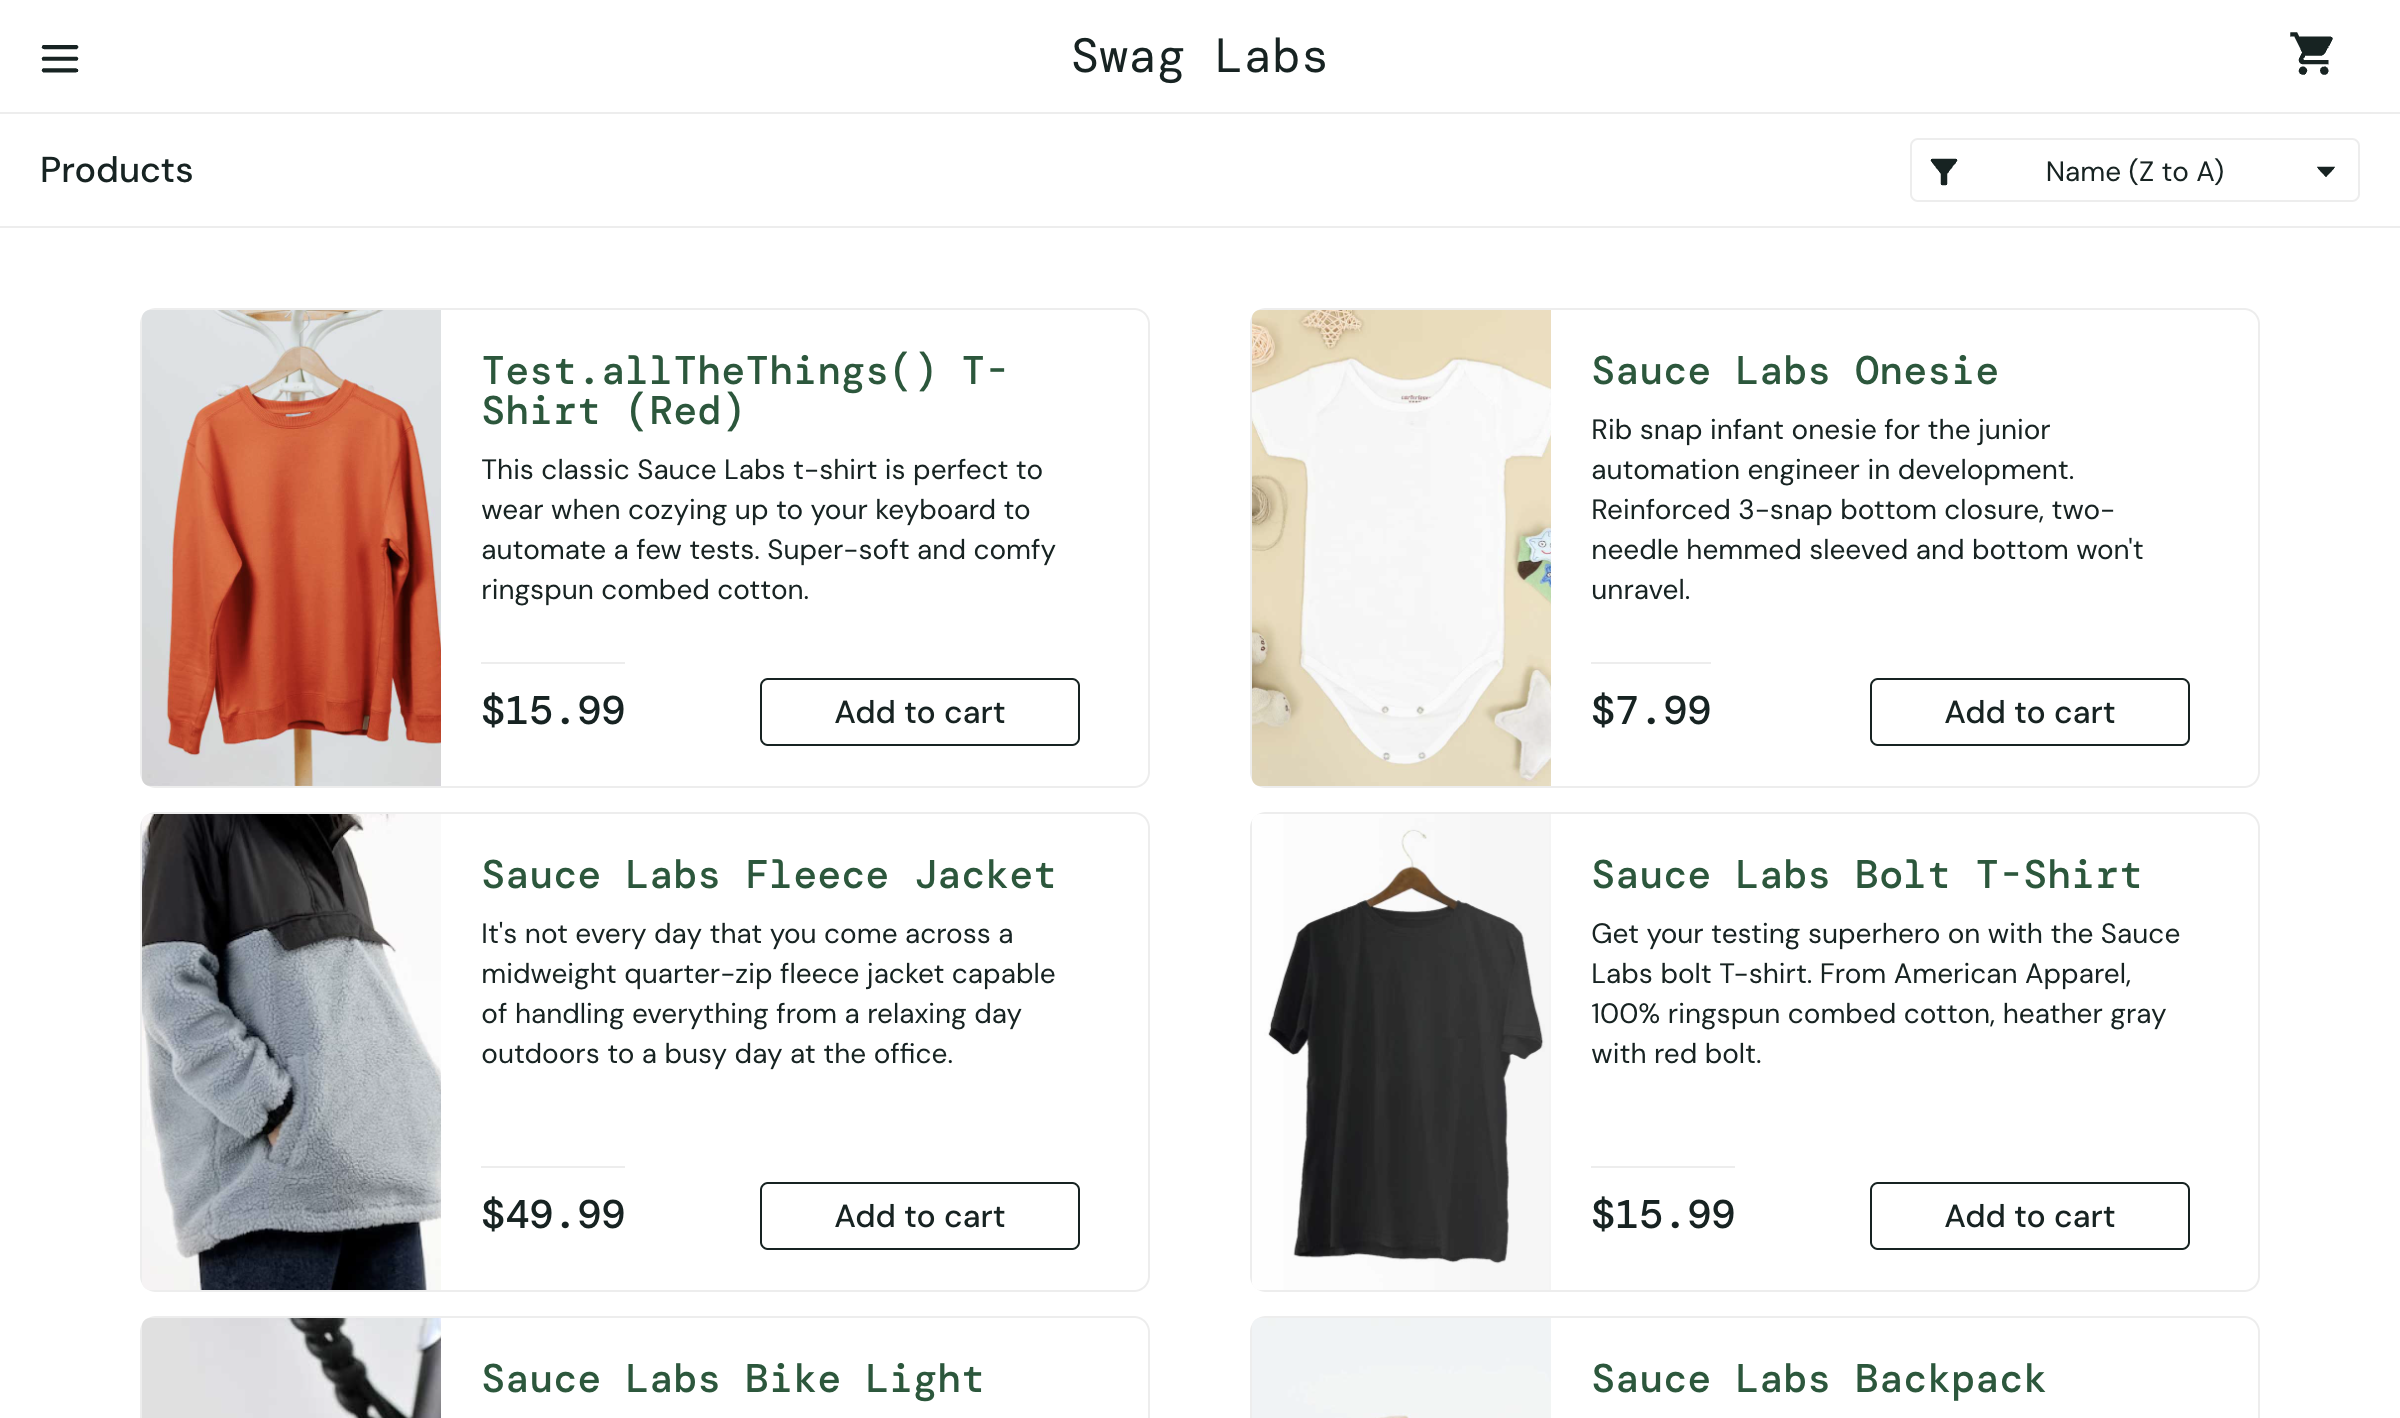 Swag Labs
Products
Name (Z to A)
Test.allTheThings() T-
Shirt (Red)
This classic Sauce Labs t-shirt is perfect to
wear when cozying up to your keyboard to
automate a few tests. Super-soft and comfy
ringspun combed cotton.
$15.99
Add to cart
Sauce Labs Onesie
Rib snap infant onesie for the junior
automation engineer in development.
Reinforced 3-snap bottom closure, two-
needle hemmed sleeved and bottom won't
unravel.
$7.99
Add to cart
Sauce Labs Fleece Jacket
It's not every day that you come across a
midweight quarter-zip fleece jacket capable
of handling everything from a relaxing day
outdoors to a busy day at the office.
$49.99
Add to cart
Sauce Labs Bolt T-Shirt
Get your testing superhero on with the Sauce
Labs bolt T-shirt. From American Apparel,
100% ringspun combed cotton, heather gray
with red bolt.
$15.99
Add to cart
Sauce Labs Bike Light
Sauce Labs Backpack